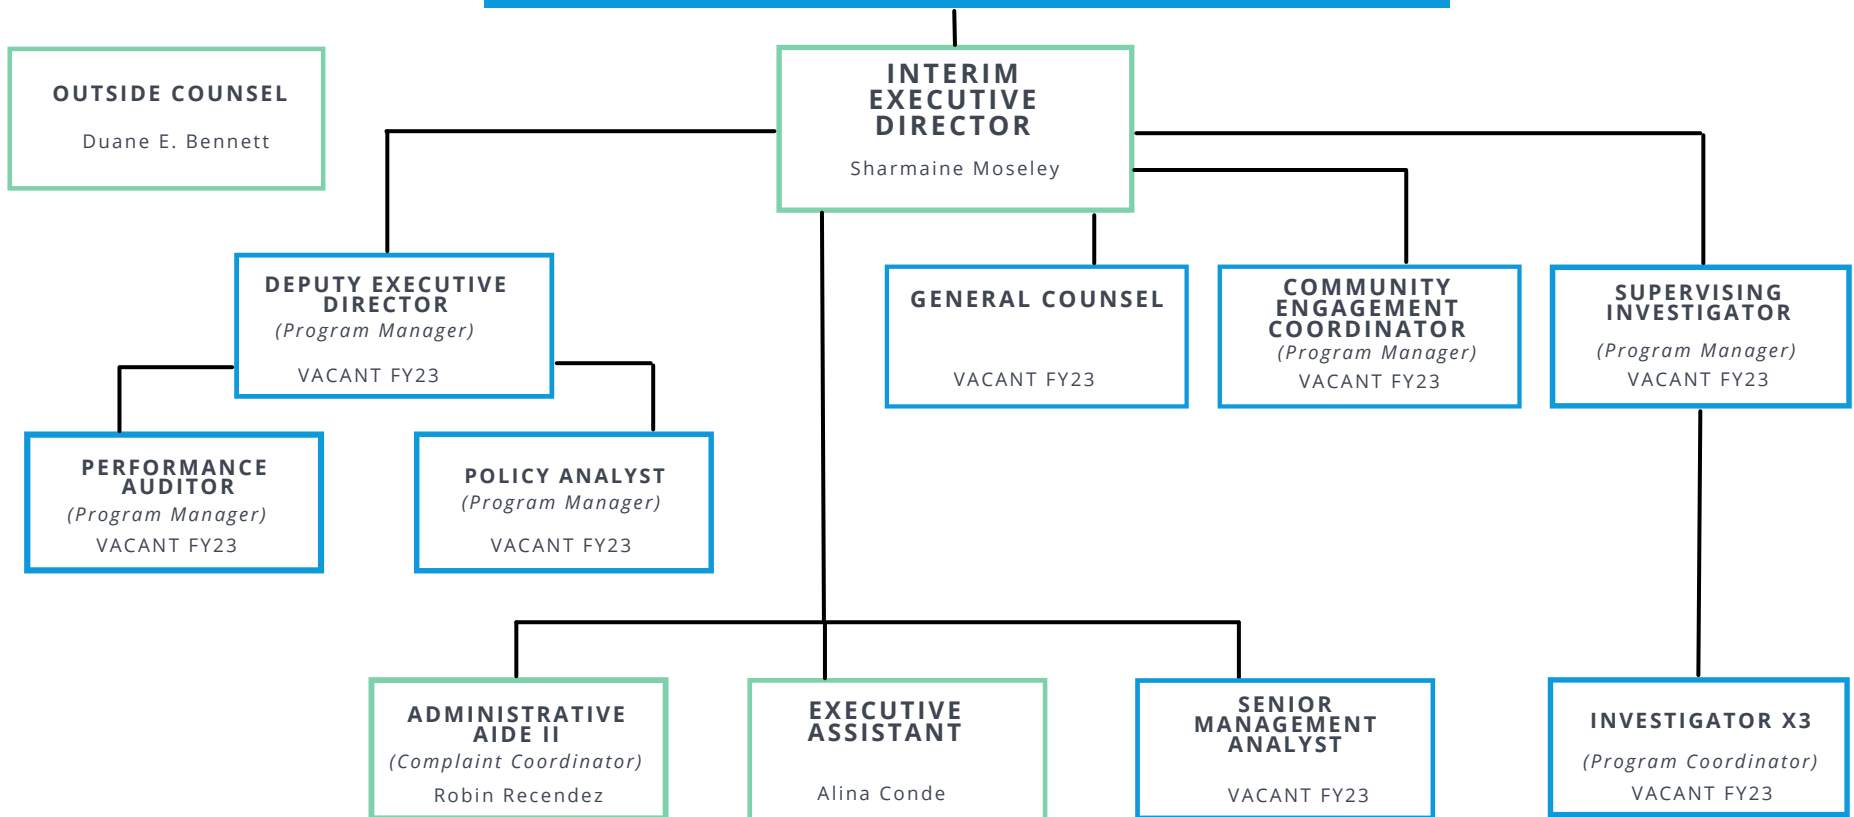 OUTSIDE COUNSEL
Duane E. Bennett
INTERIM
EXECUTIVE
DIRECTOR
Sharmaine Moseley
DEPUTY EXECUTIVE
DIRECTOR
(Program Manager)
VACANT FY23
GENERAL COUNSEL
VACANT FY23
COMMUNITY
ENGAGEMENT
COORDINATOR
(Program Manager)
VACANT FY23
SUPERVISING
INVESTIGATOR
(Program Manager)
VACANT FY23
PERFORMANCE
AUDITOR
(Program Manager)
VACANT FY23
POLICY ANALYST
(Program Manager)
VACANT FY23
ADMINISTRATIVE
AIDE II
(Complaint Coordinator)
Robin Recendez
EXECUTIVE
ASSISTANT
Alina Conde
SENIOR
MANAGEMENT
ANALYST
VACANT FY23
INVESTIGATOR X3
(Program Coordinator)
VACANT FY23